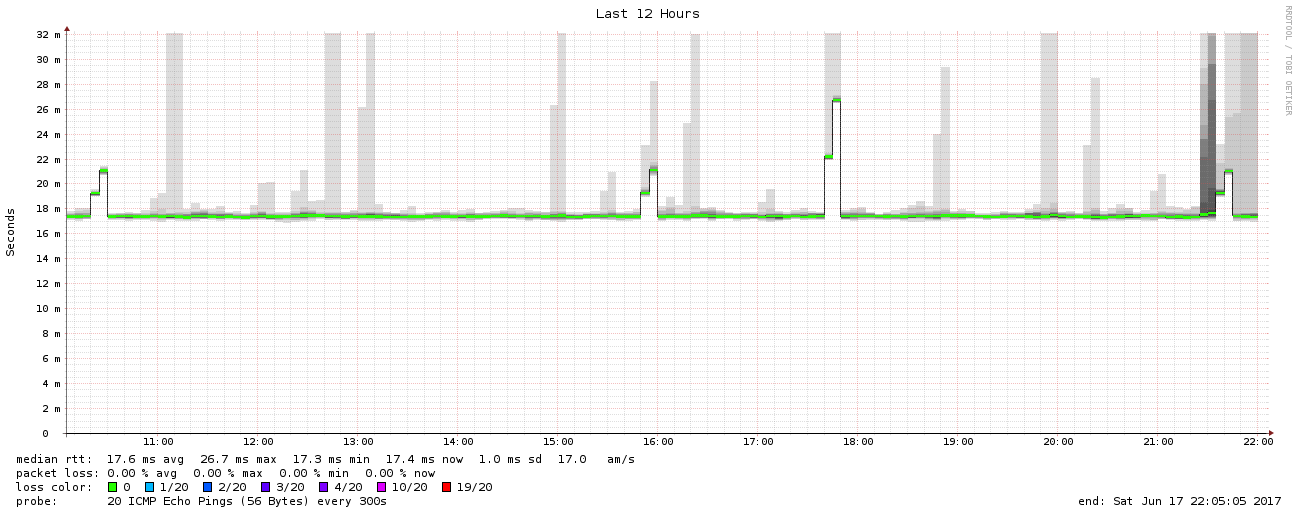 Last 12 Hours
RRDTOOL / TOBI OETIKER
Seconds
32 m
30 m
28 m
26 m
24 m
22 m
20 m
18 m
16 m
14 m
12 m
10 m
8 m
6 m
4 m
2 m
0
11:00 12:00 13:00 14:00 15:00 16:00 17:00 18:00 19:00 20:00 21:00 22:00
median rtt: 17.6 ms avg 26.7 ms max 17.3 ms min 17.4 ms now 1.0 ms sd 17.0 am/s
packet loss: 0.00 % avg 0.00 % max 0.00 % min 0.00 % now
loss color: 0 1/20 2/20 3/20 4/20 10/20 19/20
probe: 20 ICMP Echo Pings (56 Bytes) every 300s end: Sat Jun 17 22:05:05 2017